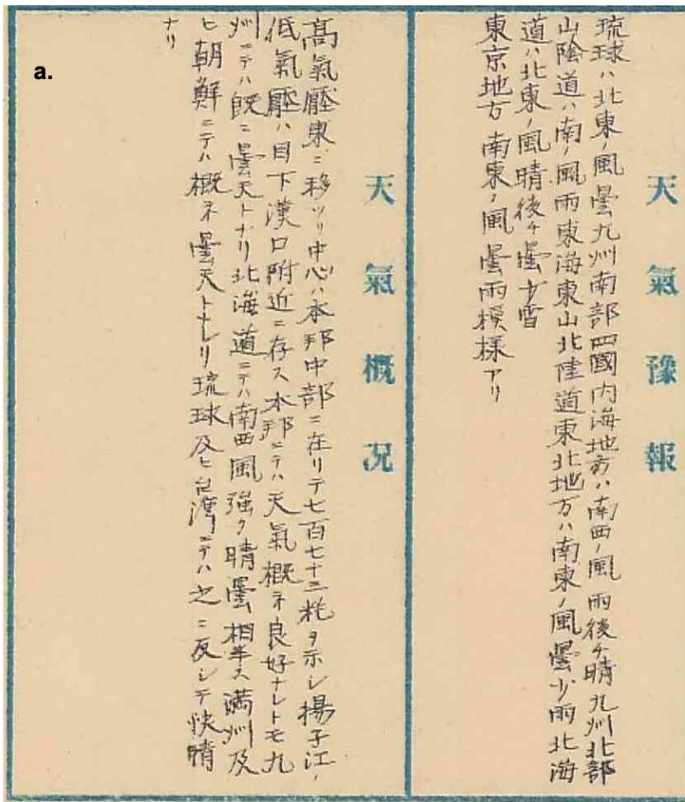 a.
天氣豫報
琉球ハ北東ノ風曇九州南部四國内海地方ハ南西ノ風雨後チ晴九州北部
山陰道ハ南ノ風雨東海東山北陸道東北地方ハ南東ノ風曇少雨北海
道ハ北東ノ風晴後チ曇少雪
東京地方 南東ノ風曇雨模様アリ
天氣概况
高氣壓東ニ移ツリ中心ハ本邦中部ニ在リテ七百七十三粍ヲ示シ揚子江ノ
低氣壓ハ目下漢口附近ニ存ス本邦ニテハ天氣概ネ良好ナレトモ九
州ニテハ既ニ曇天トナリ北海道ニテハ南西風強ク晴曇相半ス満州及
ヒ朝鮮ニテハ概ネ曇天トナレリ琉球及ヒ台湾ニテハ之ニ反シテ快晴
ナリ